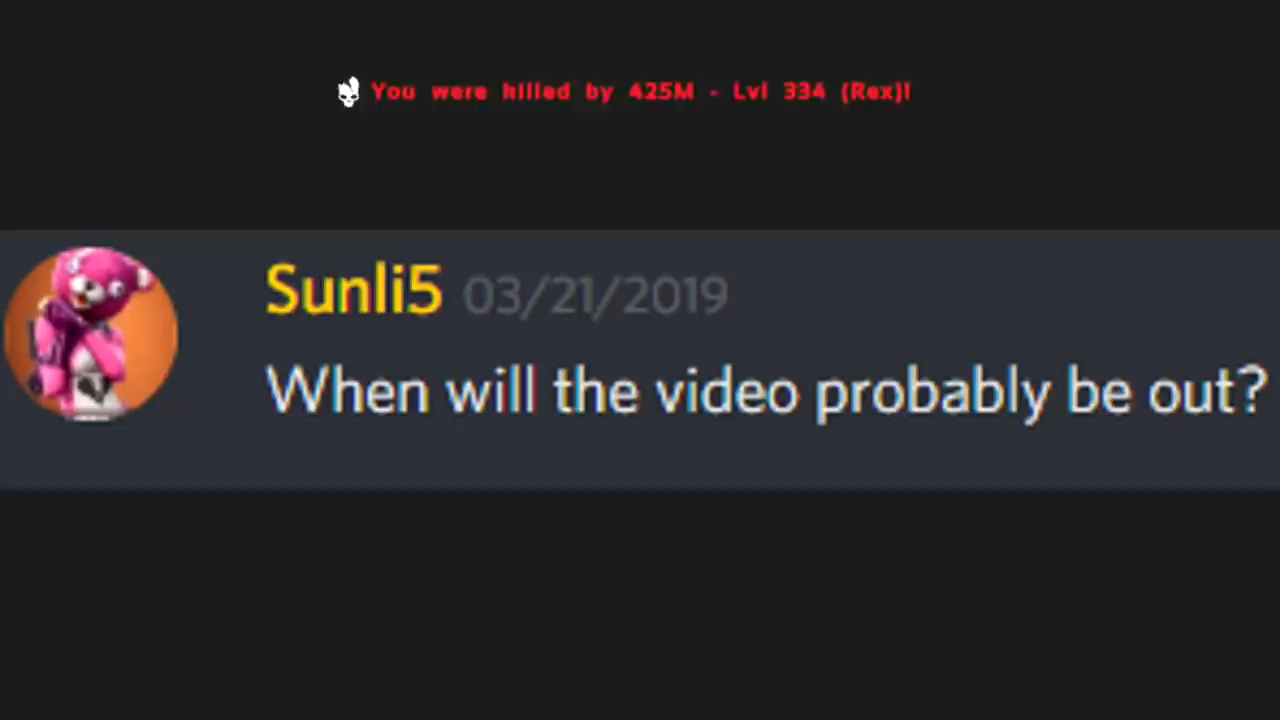 You were killed by 425M - Lvl 334 (Rex)!
Sunli5 03/21/2019
When will the video probably be out?